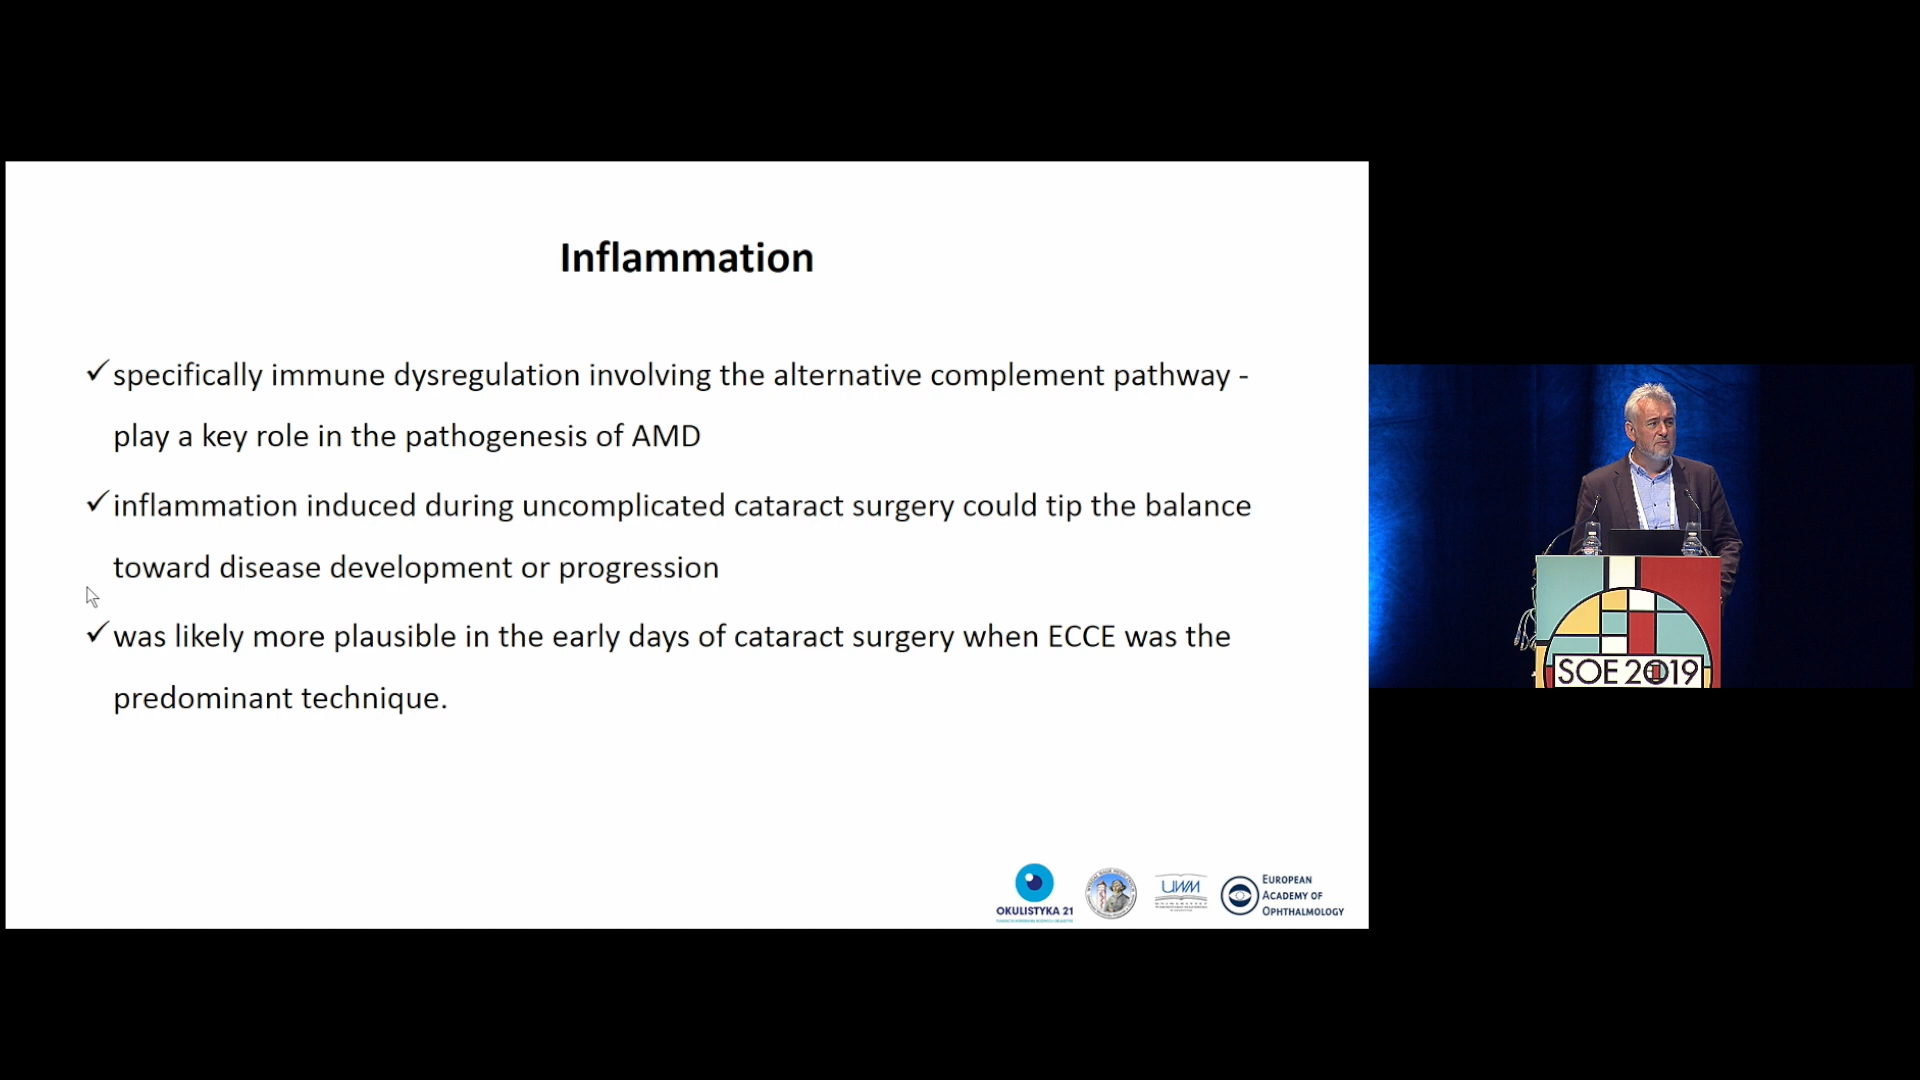 Inflammation
✓ specifically immune dysregulation involving the alternative complement pathway -
play a key role in the pathogenesis of AMD
✓ inflammation induced during uncomplicated cataract surgery could tip the balance
toward disease development or progression
✓ was likely more plausible in the early days of cataract surgery when ECCE was the
predominant technique.
OKULISTYKA 21
UWM
EUROPEAN
ACADEMY OF
OPHTHALMOLOGY
SOE 2019